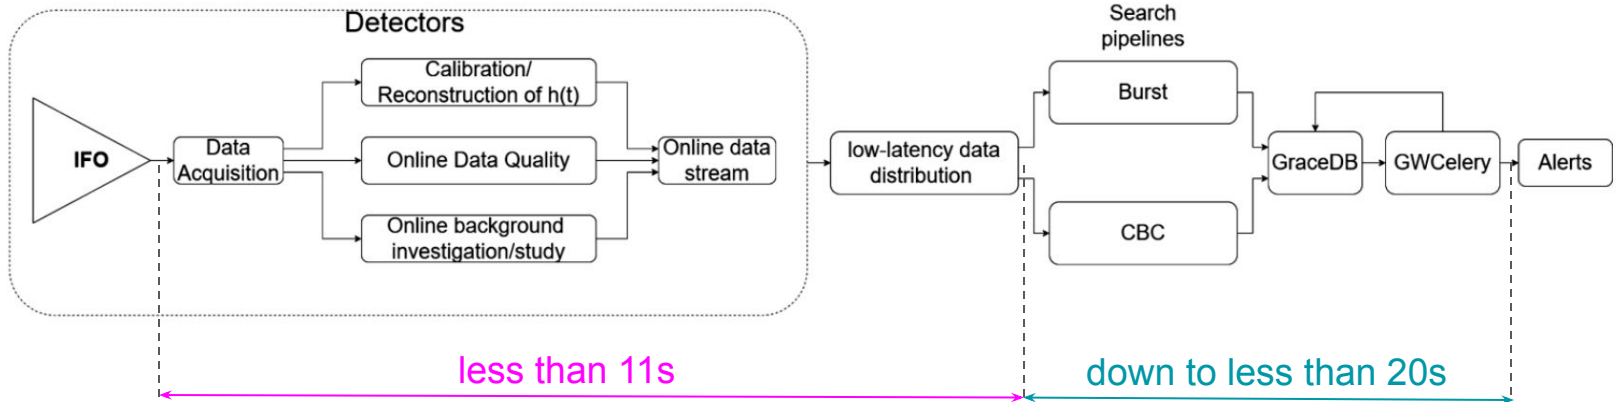 Detectors
IFO
Data
Acquisition
Calibration/
Reconstruction of h(t)
Online Data Quality
Online background
investigation/study
Online data
stream
low-latency data
distribution
Search
pipelines
Burst
CBC
GraceDB
GWCelery
Alerts
less than 11s
down to less than 20s